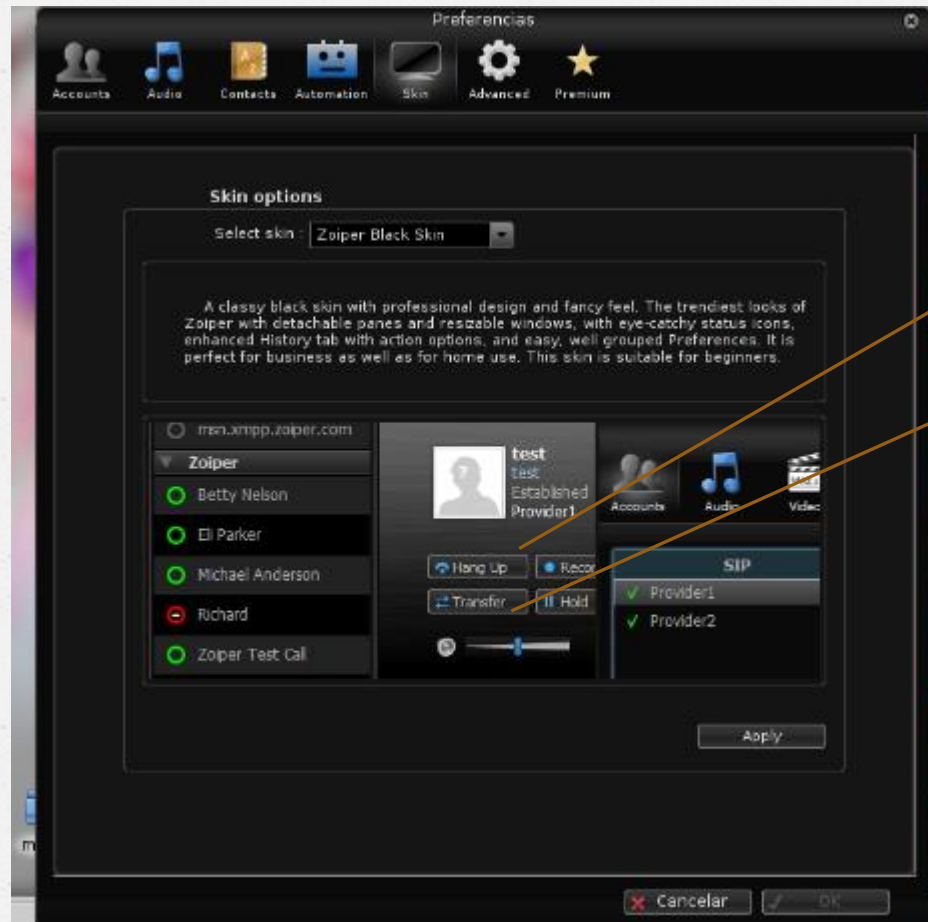 Preferencias
Accounts Audio Contacts Automation Skin Advanced Premium
Skin options
Select skin : Zoiper Black Skin
A classy black skin with professional design and fancy feel. The trendiest looks of
Zoiper with detachable panes and resizable windows, with eye-catchy status icons,
enhanced History tab with action options, and easy, well grouped Preferences. It is
perfect for business as well as for home use. This skin is suitable for beginners.
msn.xmpp.zoiper.com
Zoiper
Betty Nelson
Eli Parker
Michael Anderson
Richard
Zoiper Test Call
test
test
Established
Provider1
Hang Up Recor
Transfer Hold
Accounts Audio Video
SIP
Provider1
Provider2
Apply
m
Cancelar OK